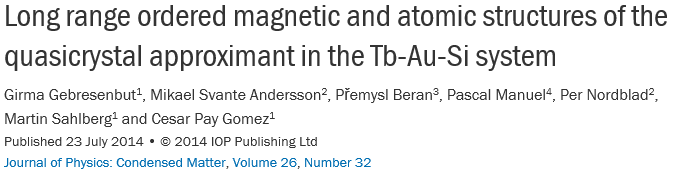 Long range ordered magnetic and atomic structures of the
quasicrystal approximant in the Tb-Au-Si system
Girma Gebresenbut¹, Mikael Svante Andersson², Přemysl Beran³, Pascal Manuel⁴, Per Nordblad²,
Martin Sahlberg¹ and Cesar Pay Gomez¹
Published 23 July 2014 • © 2014 IOP Publishing Ltd
Journal of Physics: Condensed Matter, Volume 26, Number 32